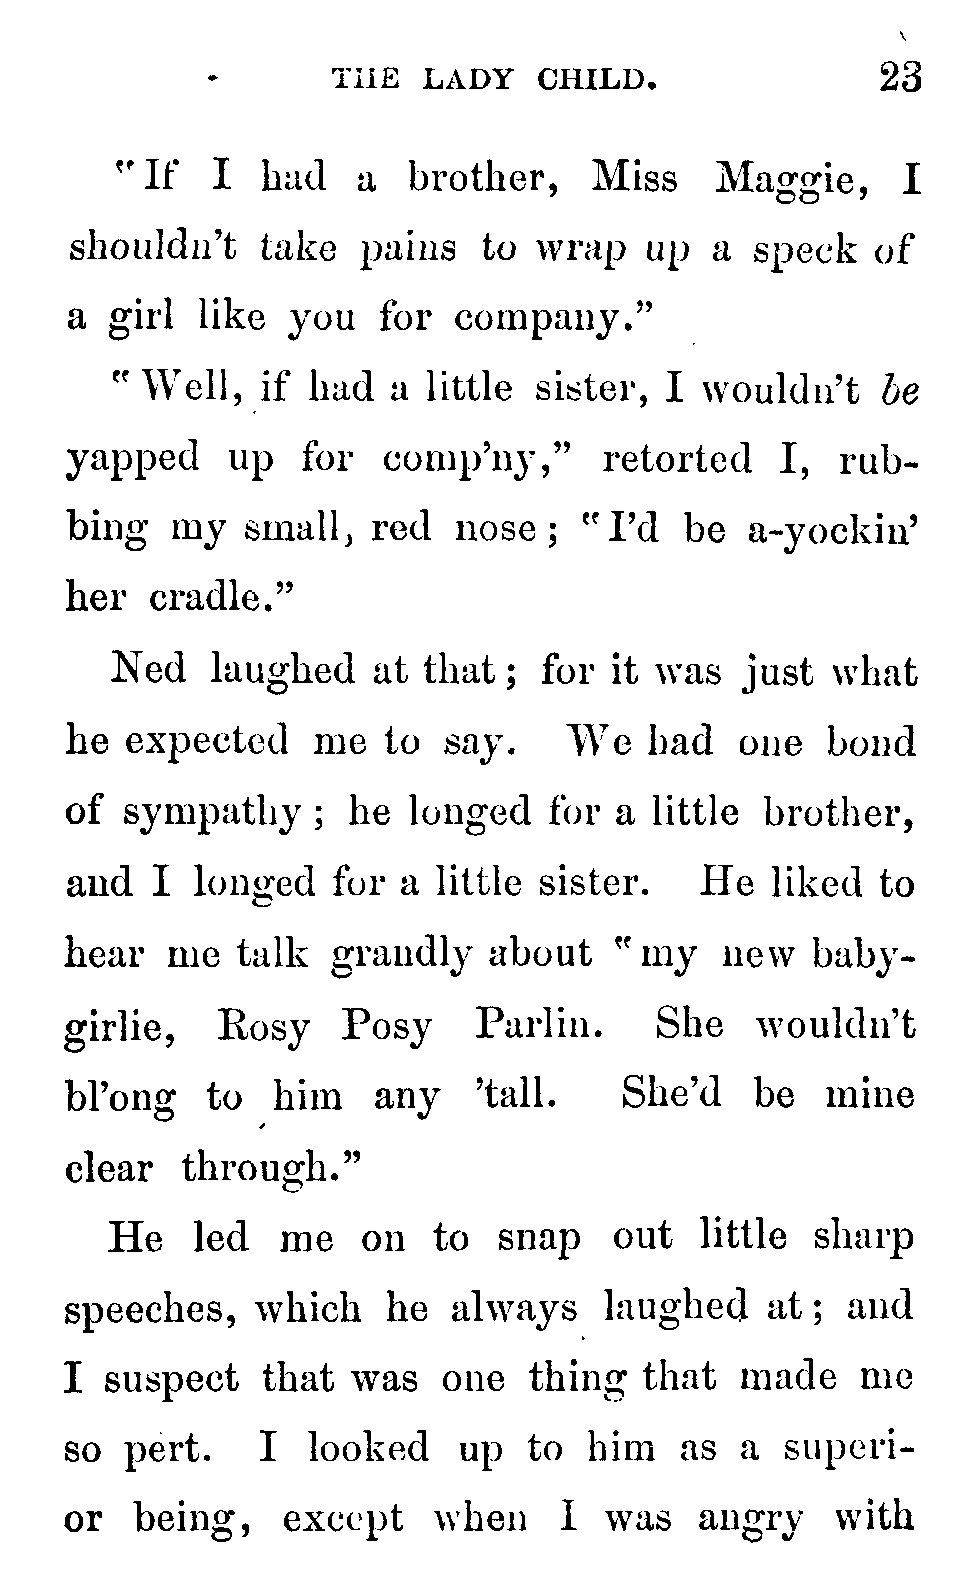 THE LADY CHILD. 23
"If I had a brother, Miss Maggie, I
shouldn't take pains to wrap up a speck of
a girl like you for company."
"Well, if had a little sister, I wouldn't be
yapped up for comp'ny," retorted I, rub-
bing my small, red nose; "I'd be a-yockin'
her cradle."
Ned laughed at that; for it was just what
he expected me to say. We had one bond
of sympathy; he longed for a little brother,
and I longed for a little sister. He liked to
hear me talk grandly about "my new baby-
girlie, Rosy Posy Parlin. She wouldn't
bl'ong to him any 'tall. She'd be mine
clear through."
He led me on to snap out little sharp
speeches, which he always laughed at; and
I suspect that was one thing that made me
so pert. I looked up to him as a superi-
or being, except when I was angry with